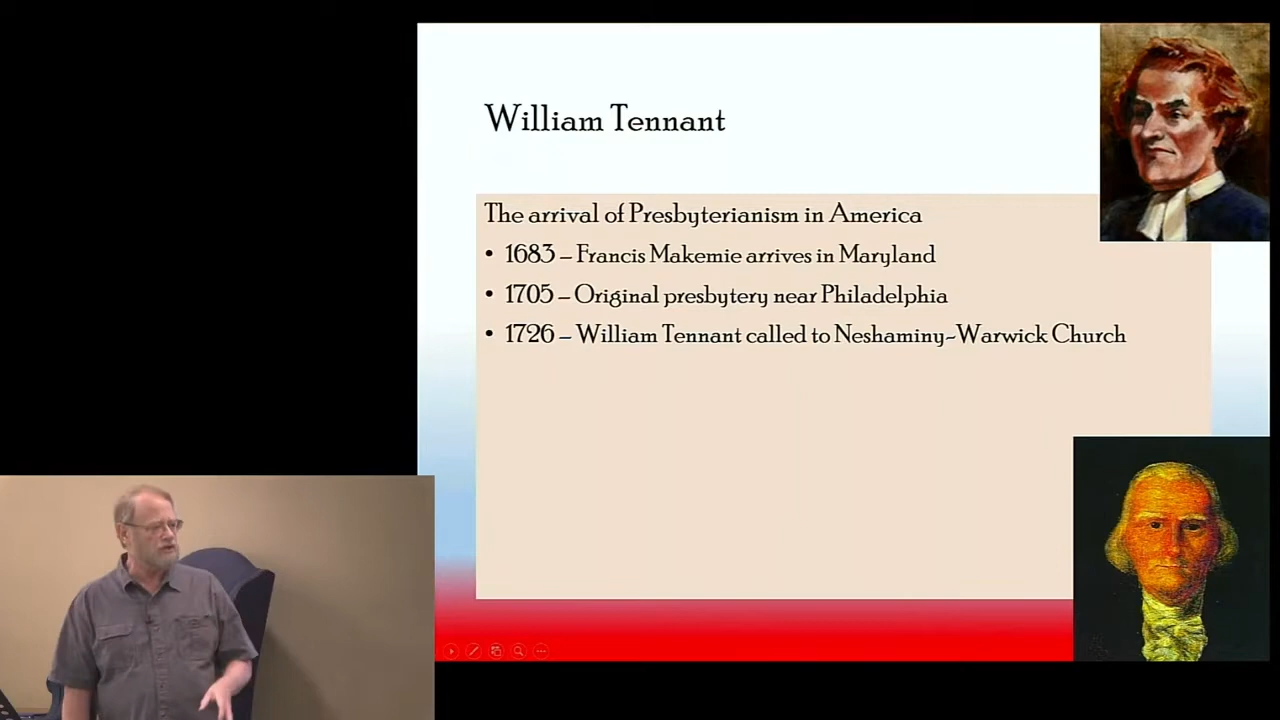 William Tennant
The arrival of Presbyterianism in America
• 1683 – Francis Makemie arrives in Maryland
• 1705 – Original presbytery near Philadelphia
• 1726 – William Tennant called to Neshaminy-Warwick Church